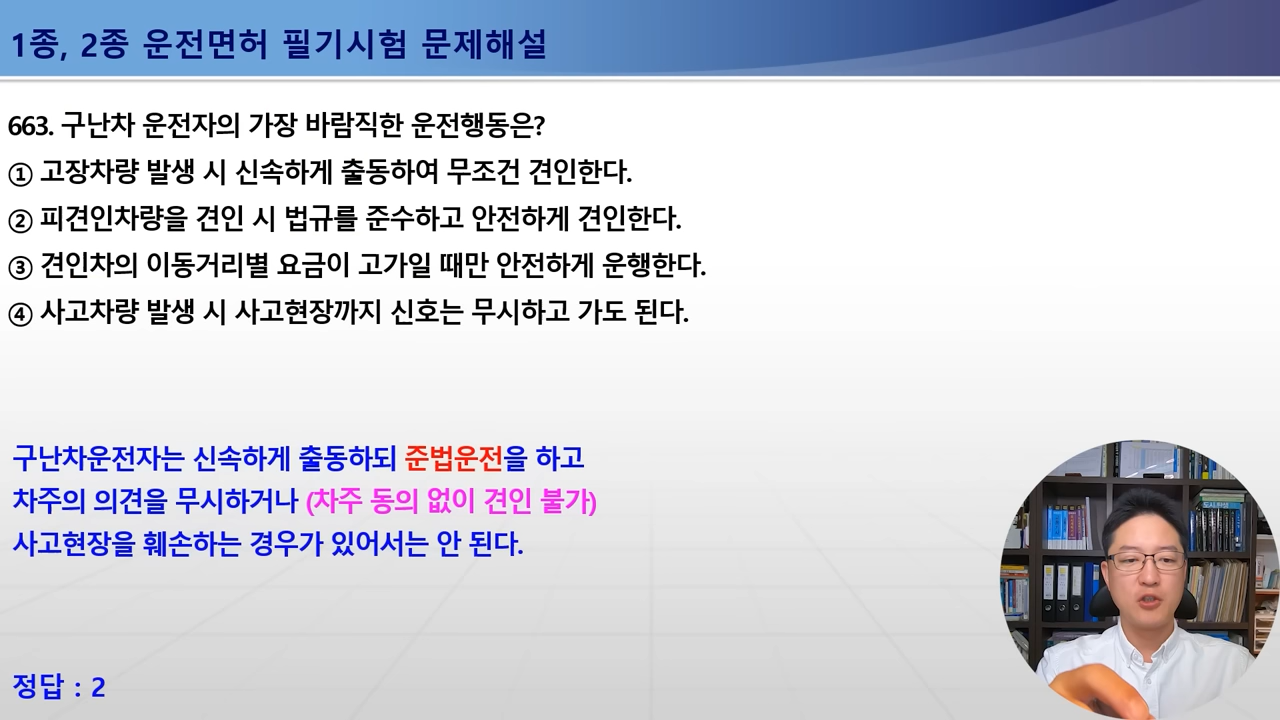 1종, 2종 운전면허 필기시험 문제해설
663. 구난차 운전자의 가장 바람직한 운전행동은?
① 고장차량 발생 시 신속하게 출동하여 무조건 견인한다.
② 피견인차량을 견인 시 법규를 준수하고 안전하게 견인한다.
③ 견인차의 이동거리별 요금이 고가일 때만 안전하게 운행한다.
④ 사고차량 발생 시 사고현장까지 신호는 무시하고 가도 된다.
구난차운전자는 신속하게 출동하되 준법운전을 하고
차주의 의견을 무시하거나 (차주 동의 없이 견인 불가)
사고현장을 훼손하는 경우가 있어서는 안 된다.
정답 : 2